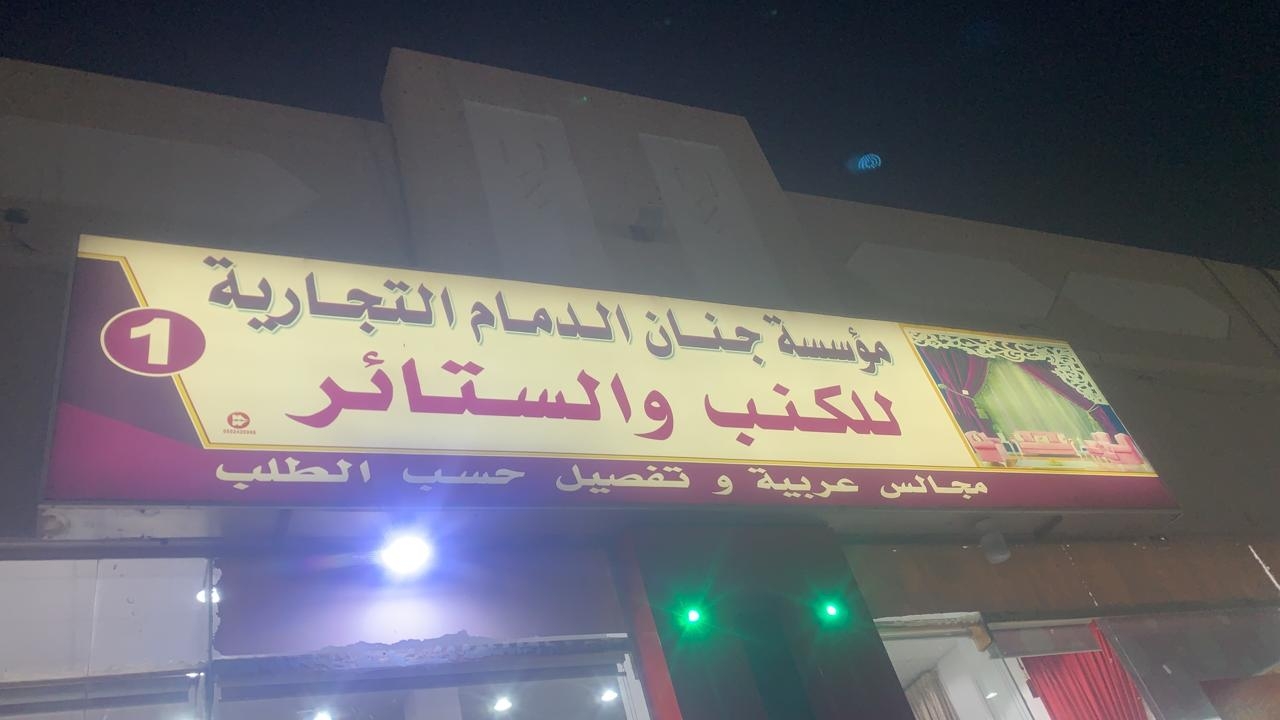 مؤسسة جنان الدمام التجارية
للكنب والستائر
مجالس عربية و تفصيل حسب الطلب
1